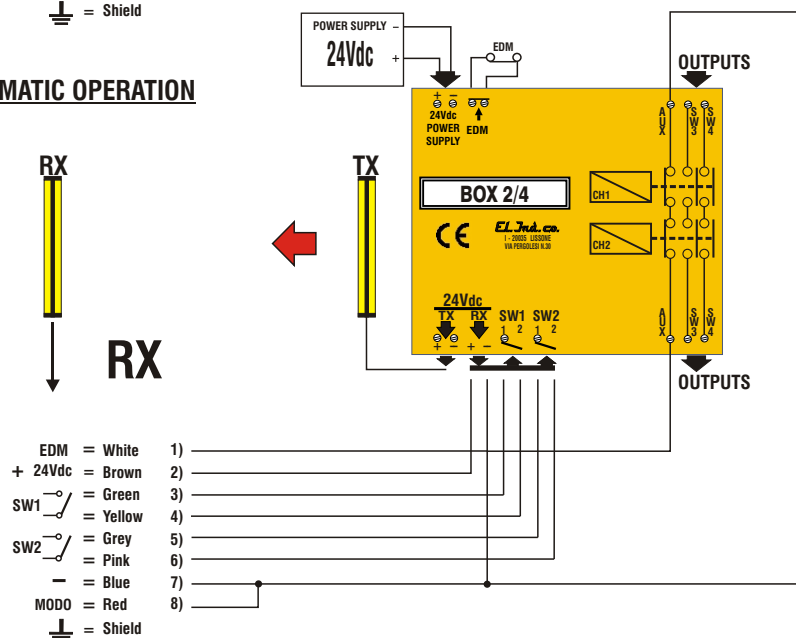 = Shield
MATIC OPERATION
POWER SUPPLY −
24Vdc
+
EDM
OUTPUTS
+ −
24Vdc
POWER
SUPPLY
EDM
AUX
SW3
SW4
RX
TX
BOX 2/4
CE
EL.Ind.co.
I - 20035 LISSONE
VIA PERGOLESI N.30
CH1
CH2
24Vdc
TX RX SW1 SW2
1 2 1 2
+ − + −
AUX
SW3
SW4
OUTPUTS
RX
EDM = White 1)
+ 24Vdc = Brown 2)
SW1 = Green 3)
= Yellow 4)
SW2 = Grey 5)
= Pink 6)
− = Blue 7)
MODO = Red 8)
= Shield